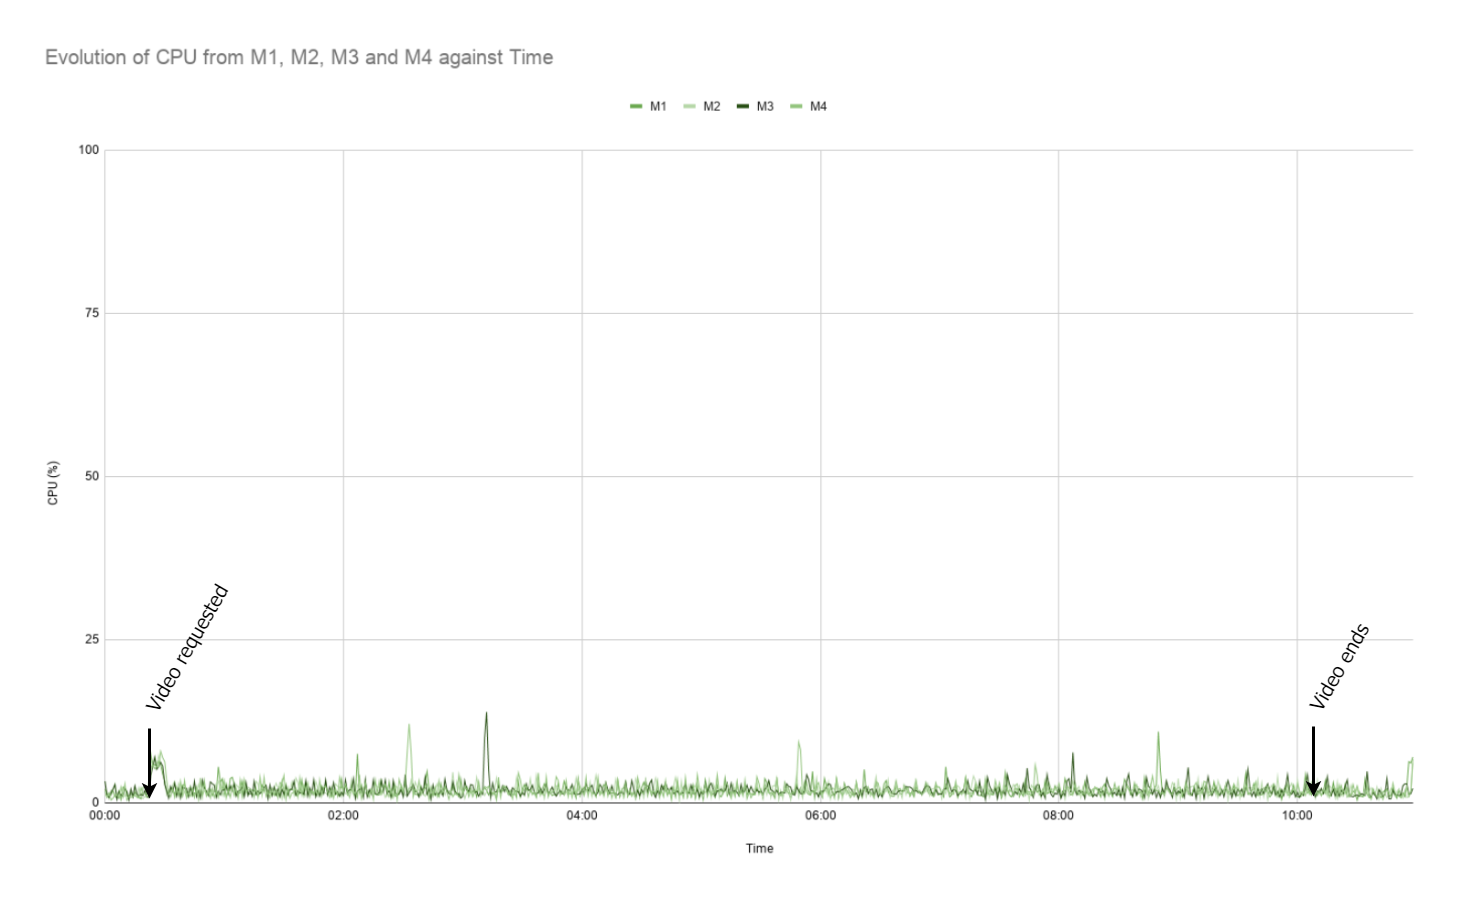 Evolution of CPU from M1, M2, M3 and M4 against Time
M1 M2 M3 M4
100
75
50
25
0
CPU (%)
Video requested
Video ends
00:00 02:00 04:00 06:00 08:00 10:00
Time